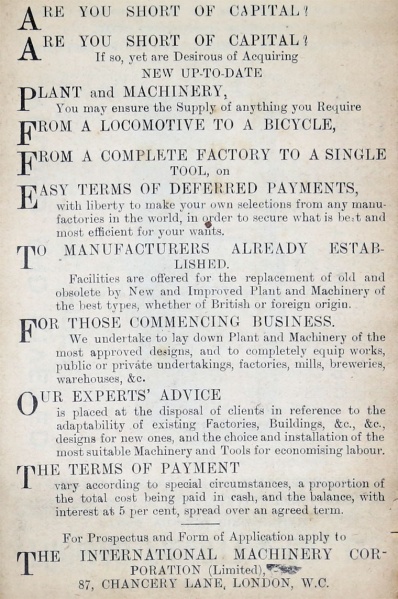 ARE YOU SHORT OF CAPITAL?
ARE YOU SHORT OF CAPITAL?
If so, yet are Desirous of Acquiring
NEW UP-TO-DATE
PLANT and MACHINERY,
You may ensure the Supply of anything you Require
FROM A LOCOMOTIVE TO A BICYCLE,
FROM A COMPLETE FACTORY TO A SINGLE
TOOL, on
EASY TERMS OF DEFERRED PAYMENTS,
with liberty to make your own selections from any manu-
factories in the world, in order to secure what is best and
most efficient for your wants.
TO MANUFACTURERS ALREADY ESTAB-
LISHED.
Facilities are offered for the replacement of old and
obsolete by New and Improved Plant and Machinery of
the best types, whether of British or foreign origin.
FOR THOSE COMMENCING BUSINESS.
We undertake to lay down Plant and Machinery of the
most approved designs, and to completely equip works,
public or private undertakings, factories, mills, breweries,
warehouses, &c.
OUR EXPERTS' ADVICE
is placed at the disposal of clients in reference to the
adaptability of existing Factories, Buildings, &c., &c.,
designs for new ones, and the choice and installation of the
most suitable Machinery and Tools for economising labour.
THE TERMS OF PAYMENT
vary according to special circumstances, a proportion of
the total cost being paid in cash, and the balance, with
interest at 5 per cent, spread over an agreed term.
For Prospectus and Form of Application apply to
THE INTERNATIONAL MACHINERY COR-
PORATION (Limited),
87, CHANCERY LANE, LONDON, W.C.